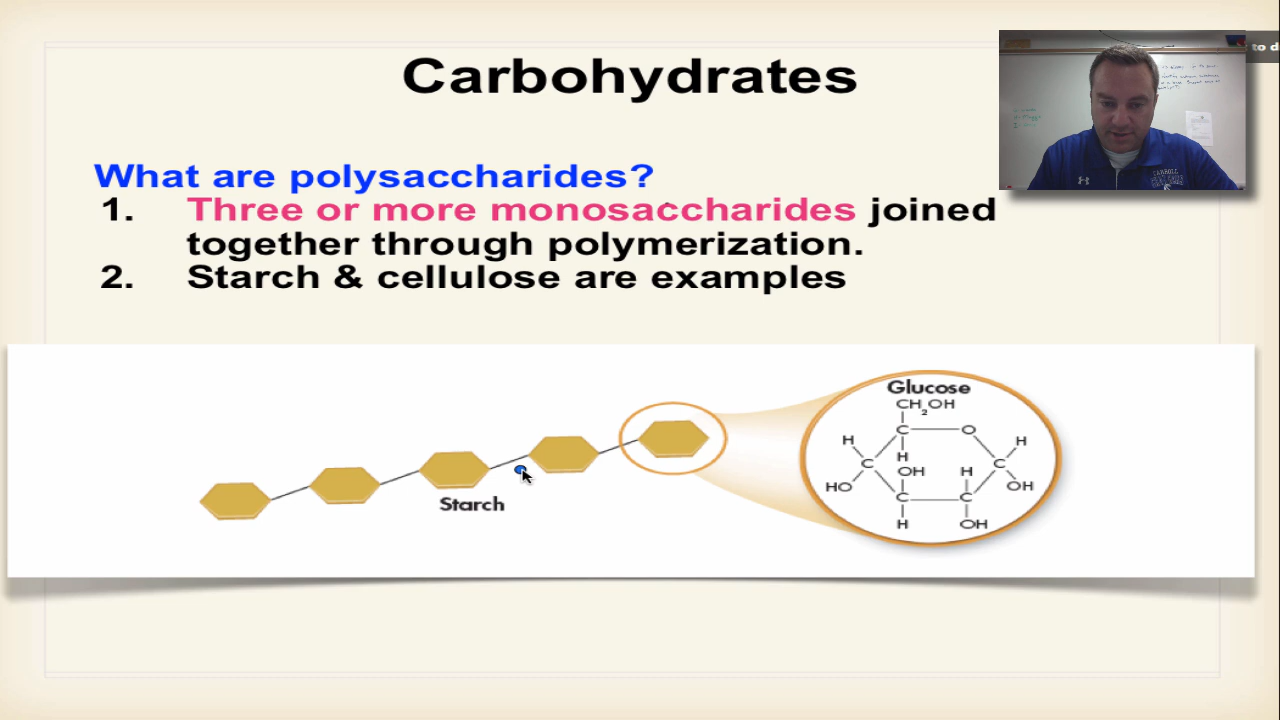 Carbohydrates
to d
What are polysaccharides?
1. Three or more monosaccharides joined
together through polymerization.
2. Starch & cellulose are examples
Starch
Glucose
CH2OH
C O
H H
H
C C
OH H
HO OH
C C
H OH